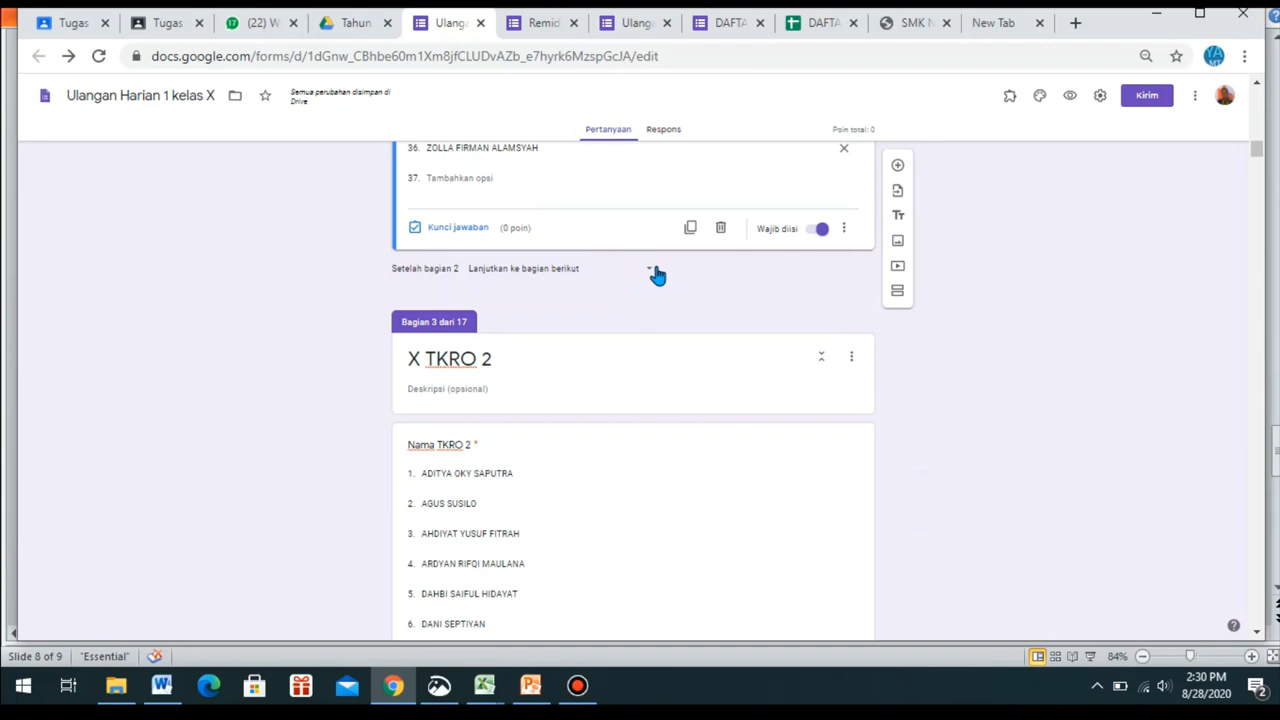 Tugas
Tugas
(22) W
Tahun
Ulang
Remid
Ulang
DAFTA
DAFTA
SMK M
New Tab
docs.google.com/forms/d/1dGnw_CBhbe60m1Xm8jfCLUDvAZb_e7hyrk6MzspGcJA/edit
Ulangan Harian 1 kelas X
Semua perubahan disimpan di
Drive
Kirim
Pertanyaan
Respons
Poin total: 0
36. ZOLLA FIRMAN ALAMSYAH
37. Tambahkan opsi
Kunci jawaban (0 poin)
Wajib diisi
Setelah bagian 2 Lanjutkan ke bagian berikut
Bagian 3 dari 17
X TKRO 2
Deskripsi (opsional)
Nama TKRO 2 *
1. ADITYA OKY SAPUTRA
2. AGUS SUSILO
3. AHDIYAT YUSUF FITRAH
4. ARDYAN RIFQI MAULANA
5. DAHBI SAIFUL HIDAYAT
6. DANI SEPTIYAN
Slide 8 of 9
"Essential"
84%
2:30 PM
8/28/2020